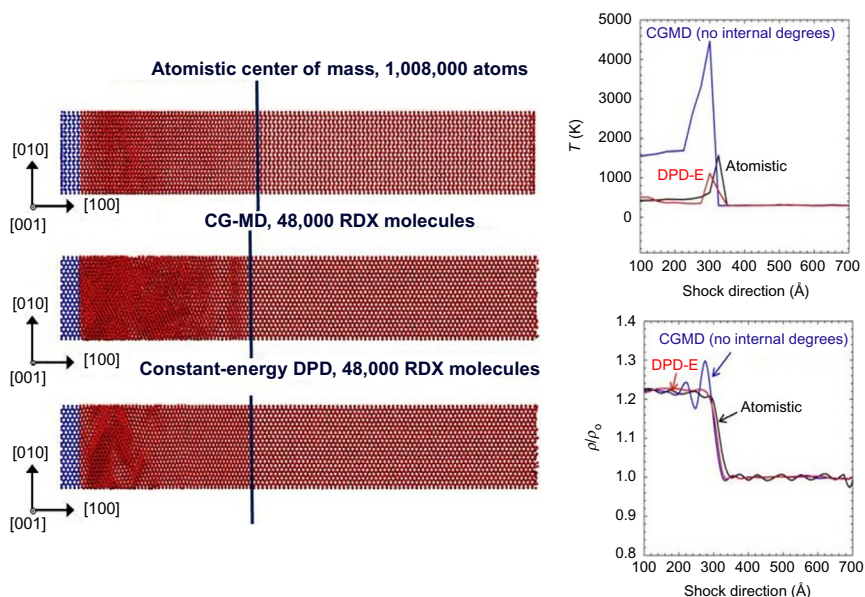 Atomistic center of mass, 1,008,000 atoms
[010]
[100]
[001]
CG-MD, 48,000 RDX molecules
[010]
[100]
[001]
Constant-energy DPD, 48,000 RDX molecules
[010]
[100]
[001]
5000
CGMD (no internal degrees)
4000
3000
T (K)
2000
Atomistic
DPD-E
1000
0
100 200 300 400 500 600 700
Shock direction (Å)
1.4
CGMD (no internal degrees)
1.3
DPD-E
1.2
Atomistic
ρ/ρo
1.1
1.0
0.9
0.8
100 200 300 400 500 600 700
Shock direction (Å)